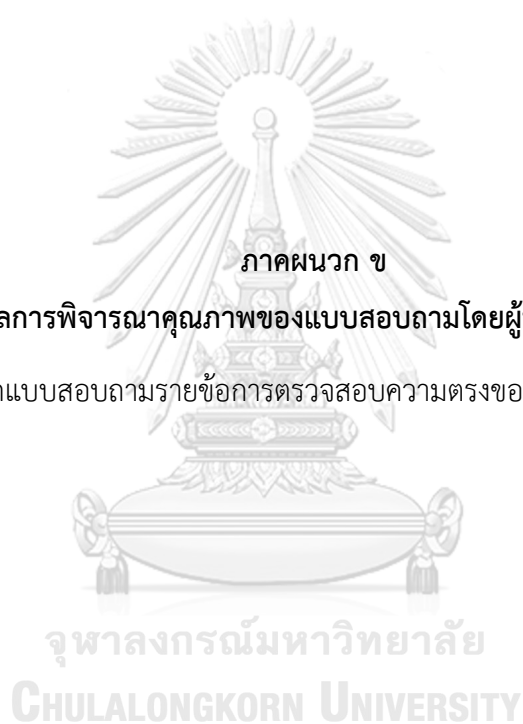 ภาคผนวก ข
ลการพิจารณาคุณภาพของแบบสอบถามโดยผู้
แบบสอบถามรายข้อการตรวจสอบความตรงขอ
จุฬาลงกรณ์มหาวิทยาลัย
CHULALONGKORN UNIVERSITY